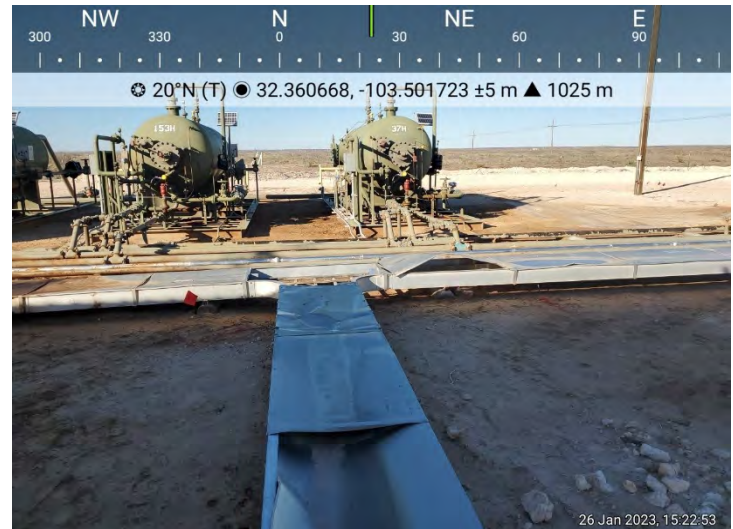 NW N NE E
300 330 0 30 60 90
20°N (T) 32.360668, -103.501723 ±5 m ▲ 1025 m
153H 37H
26 Jan 2023, 15:22:53